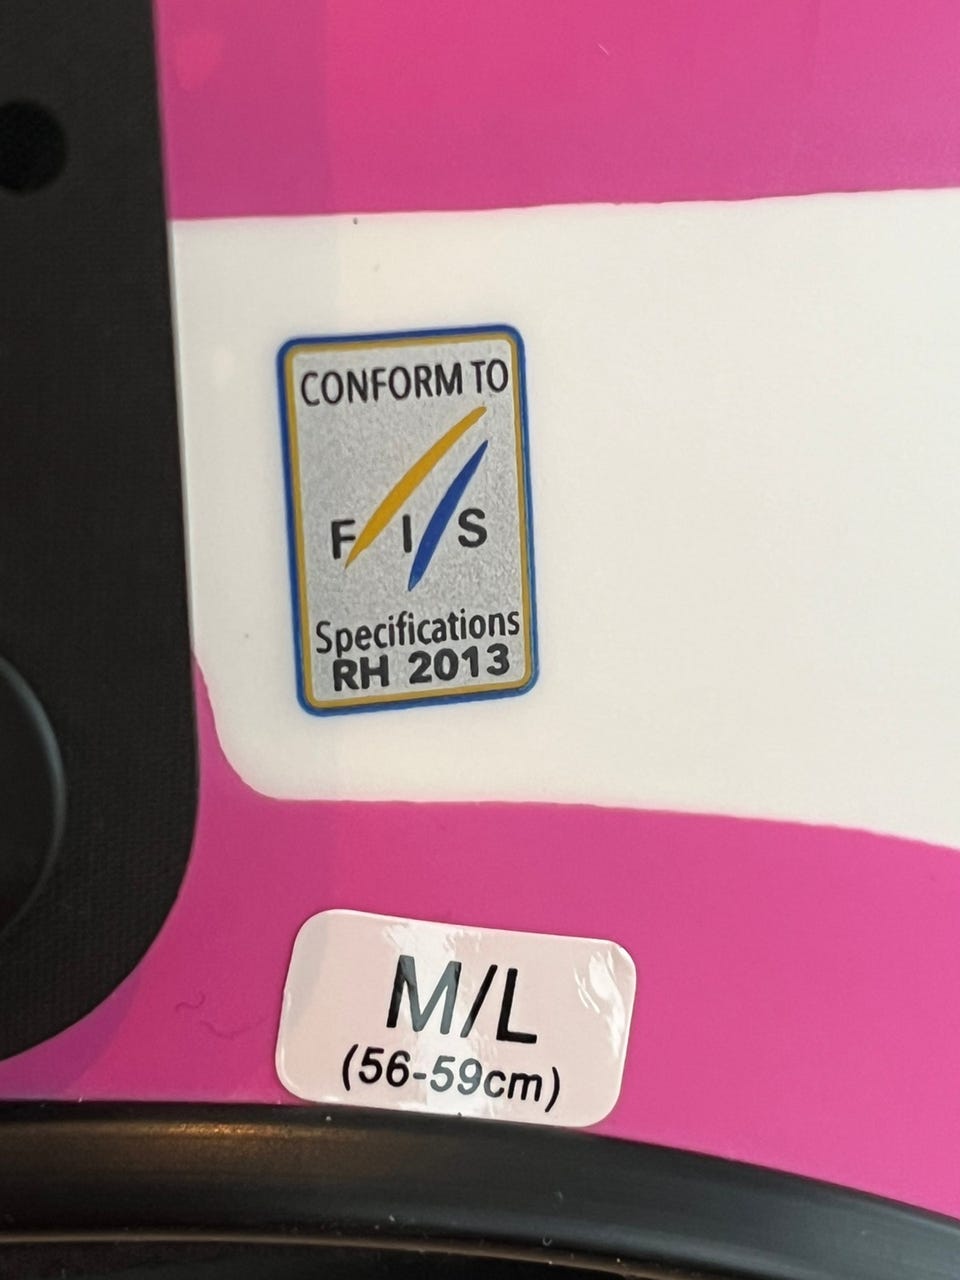 CONFORM TO
F I S
Specifications
RH 2013
M/L
(56-59cm)